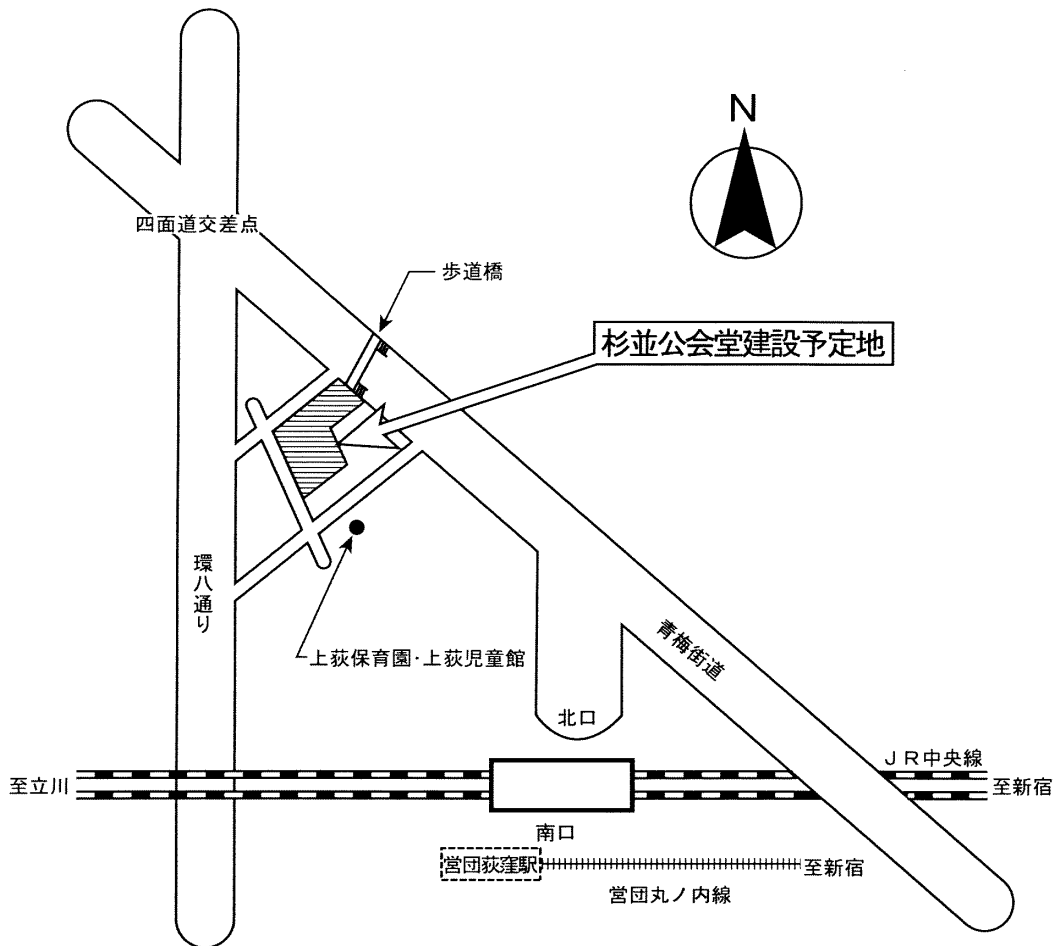 N
四面道交差点
歩道橋
杉並公会堂建設予定地
環八通り
上荻保育園・上荻児童館
青梅街道
北口
JR中央線
至立川
至新宿
南口
営団荻窪駅
至新宿
営団丸ノ内線